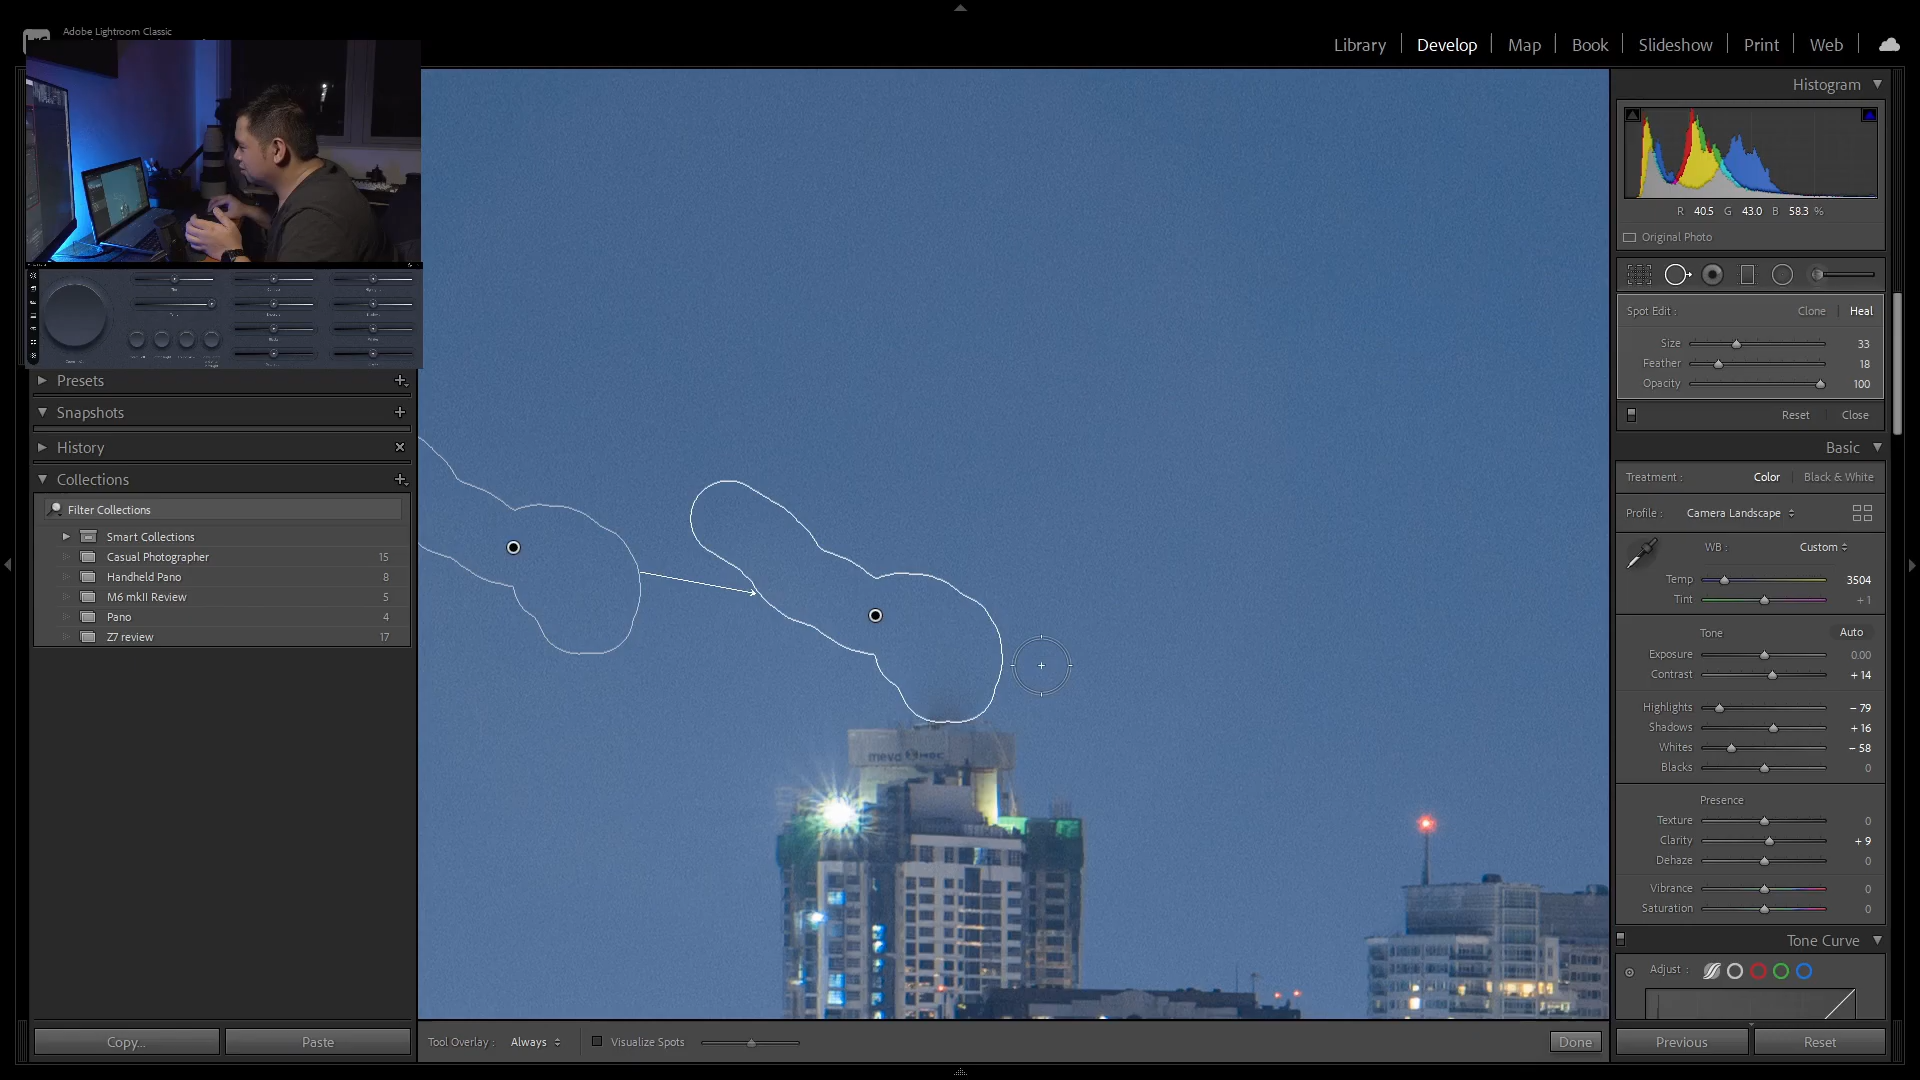 Adobe Lightroom Classic
Library
Develop
Map
Book
Slideshow
Print
Web
Presets
Snapshots
History
Collections
Filter Collections
Smart Collections
Casual Photographer 15
Handheld Pano 8
M6 mkII Review 5
Pano 4
Z7 review 17
Copy...
Paste
meva
Tool Overlay : Always
Visualize Spots
Done
Histogram
R 40.5 G 43.0 B 58.3 %
Original Photo
Spot Edit : Clone Heal
Size 33
Feather 18
Opacity 100
Reset Close
Basic
Treatment : Color Black & White
Profile : Camera Landscape
WB : Custom
Temp 3504
Tint + 1
Tone Auto
Exposure 0.00
Contrast + 14
Highlights − 79
Shadows + 16
Whites − 58
Blacks 0
Presence
Texture 0
Clarity + 9
Dehaze 0
Vibrance 0
Saturation 0
Tone Curve
Adjust :
Previous
Reset